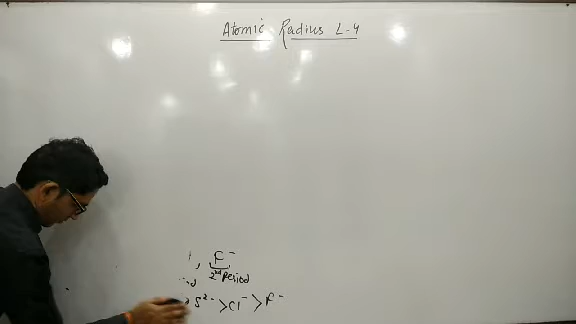 Atomic Radius L-4
, F⁻
2nd Period
S²⁻ > Cl⁻ > F⁻